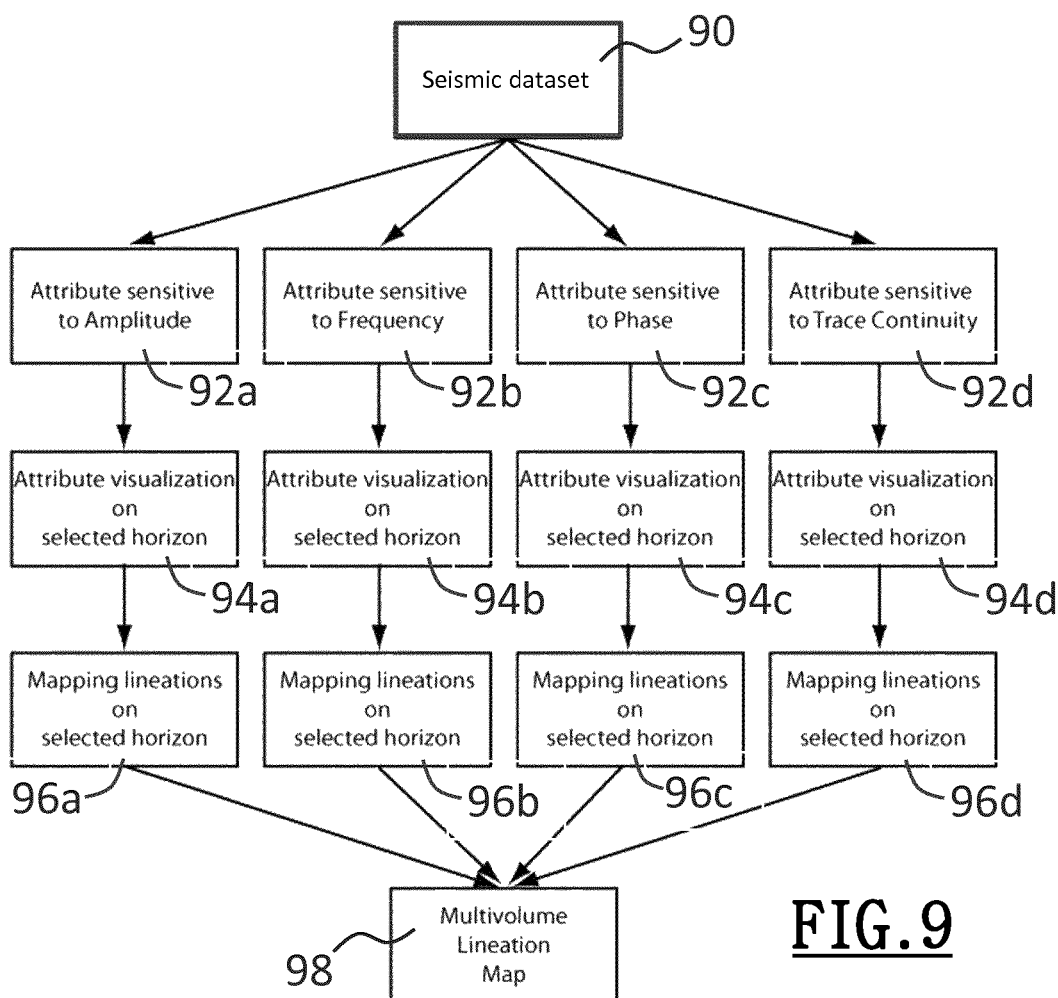 90
Seismic dataset
Attribute sensitive
to Amplitude
Attribute sensitive
to Frequency
Attribute sensitive
to Phase
Attribute sensitive
to Trace Continuity
92a
92b
92c
92d
Attribute visualization
on
selected horizon
Attribute visualization
on
selected horizon
Attribute visualization
on
selected horizon
Attribute visualization
on
selected horizon
94a
94b
94c
94d
Mapping lineations
on
selected horizon
Mapping lineations
on
selected horizon
Mapping lineations
on
selected horizon
Mapping lineations
on
selected horizon
96a
96b
96c
96d
Multivolume
Lineation
Map
98
FIG.9